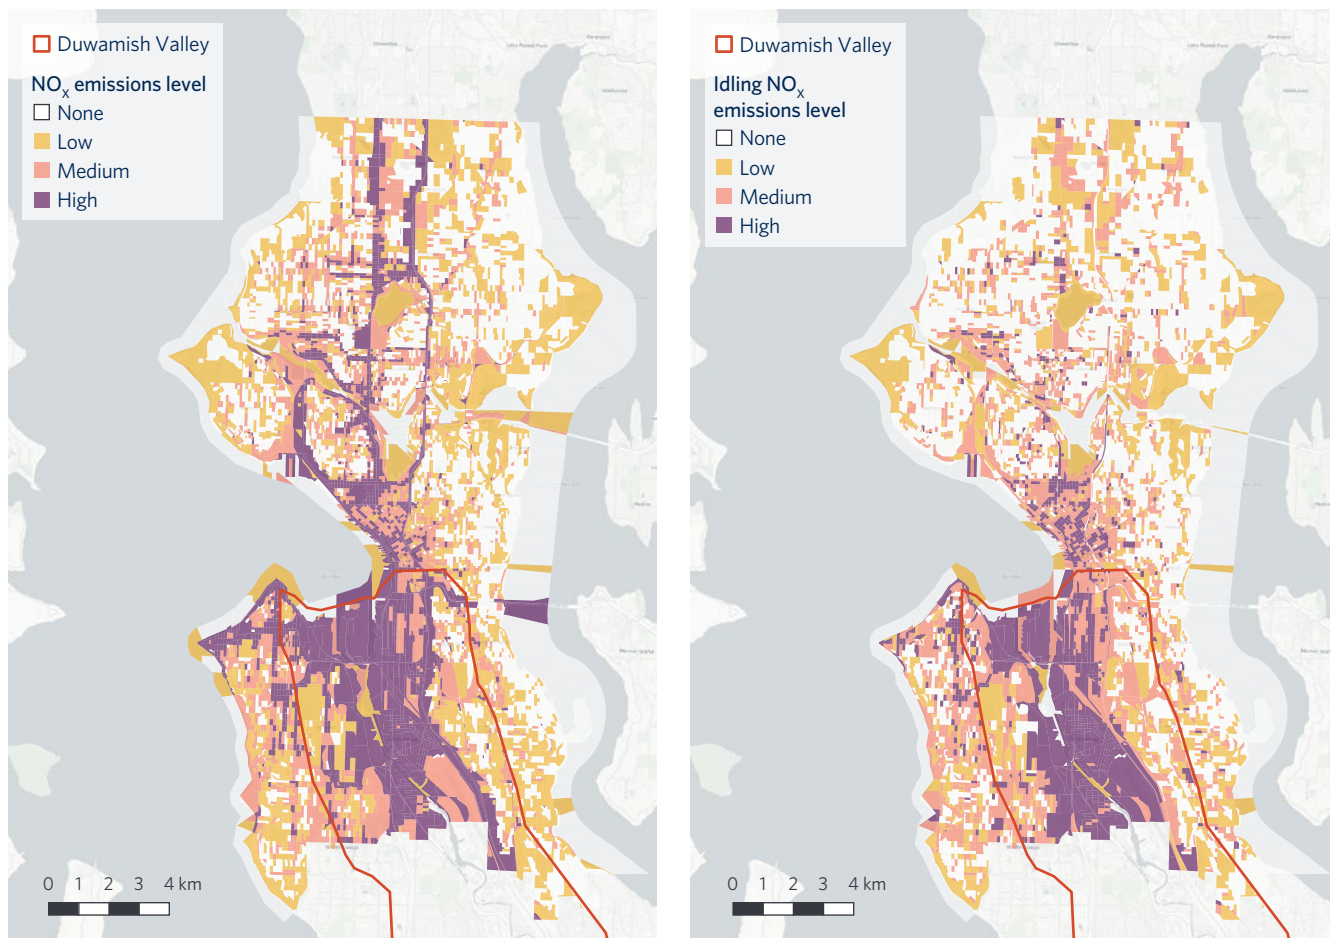 Duwamish Valley
NOx emissions level
None
Low
Medium
High
0 1 2 3 4 km
Duwamish Valley
Idling NOx
emissions level
None
Low
Medium
High
0 1 2 3 4 km